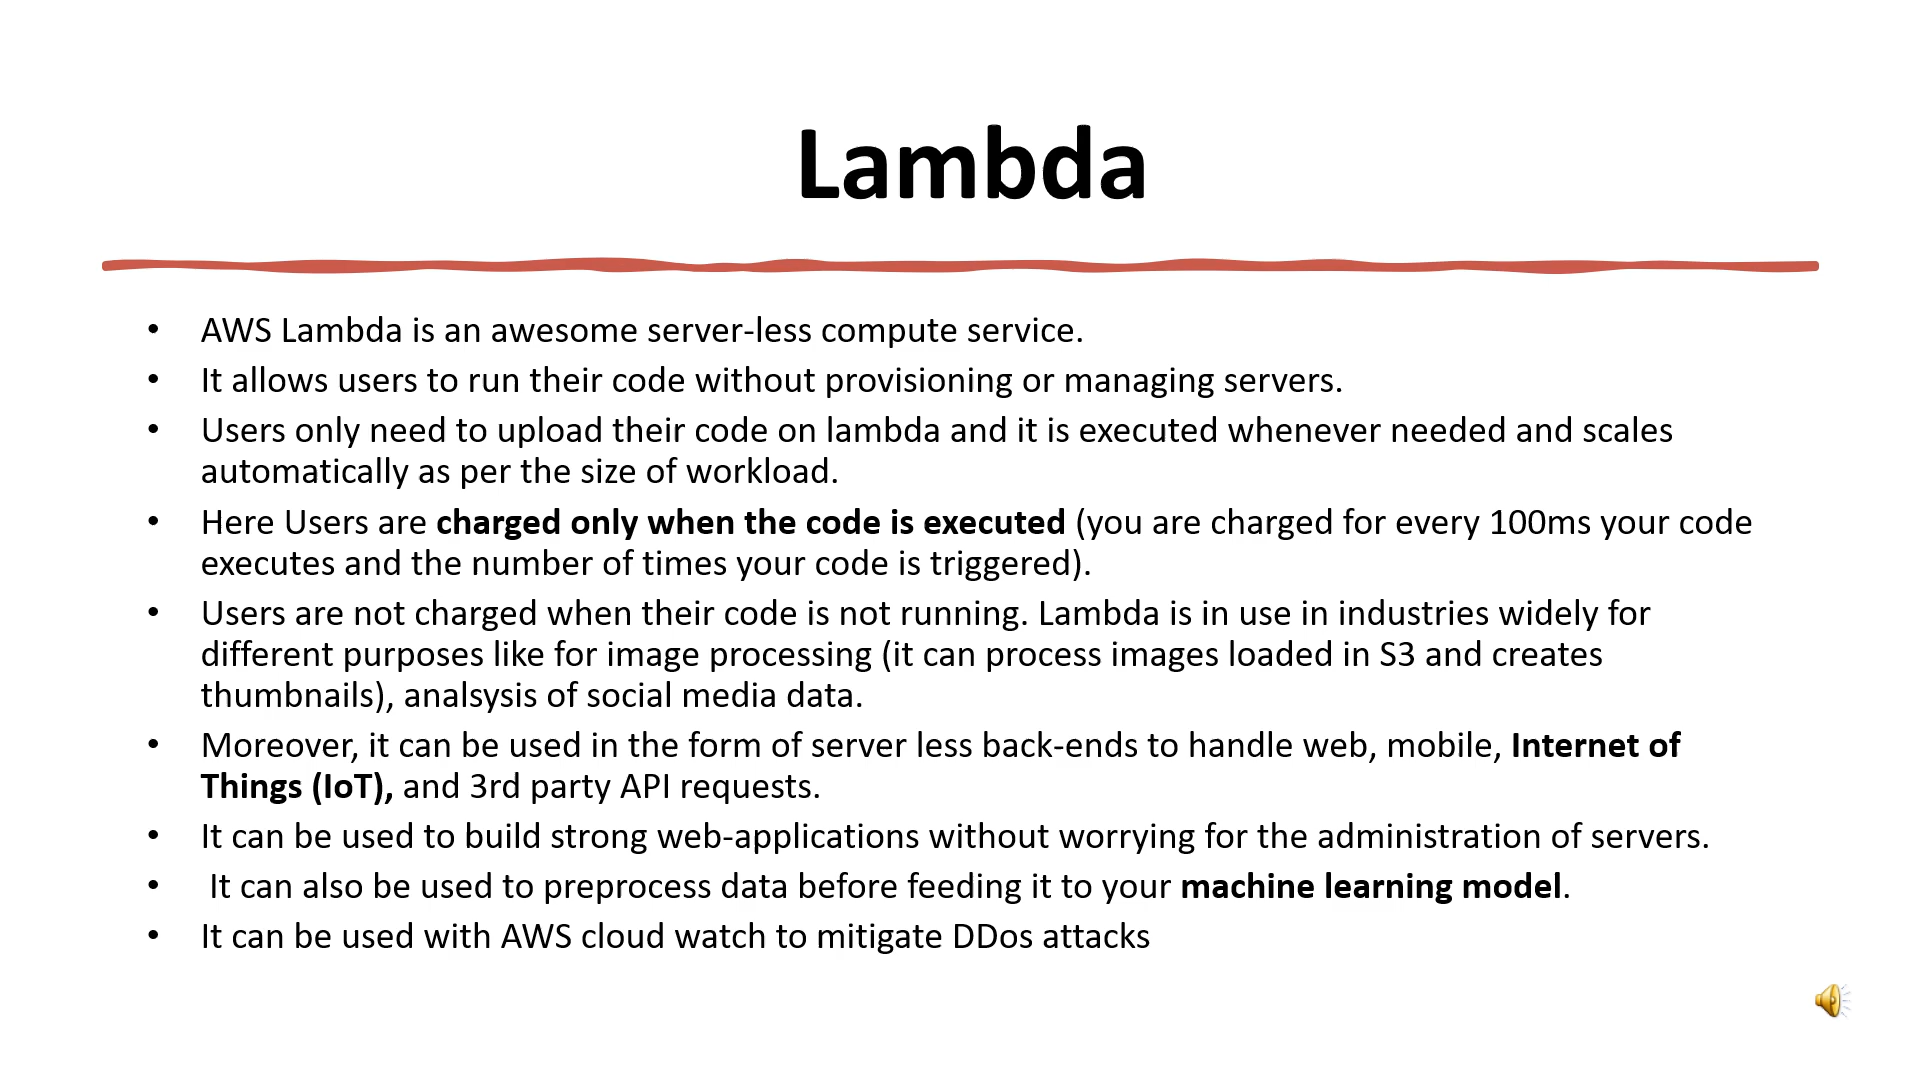 Lambda
• AWS Lambda is an awesome server-less compute service.
• It allows users to run their code without provisioning or managing servers.
• Users only need to upload their code on lambda and it is executed whenever needed and scales
automatically as per the size of workload.
• Here Users are charged only when the code is executed (you are charged for every 100ms your code
executes and the number of times your code is triggered).
• Users are not charged when their code is not running. Lambda is in use in industries widely for
different purposes like for image processing (it can process images loaded in S3 and creates
thumbnails), analsysis of social media data.
• Moreover, it can be used in the form of server less back-ends to handle web, mobile, Internet of
Things (IoT), and 3rd party API requests.
• It can be used to build strong web-applications without worrying for the administration of servers.
• It can also be used to preprocess data before feeding it to your machine learning model.
• It can be used with AWS cloud watch to mitigate DDos attacks